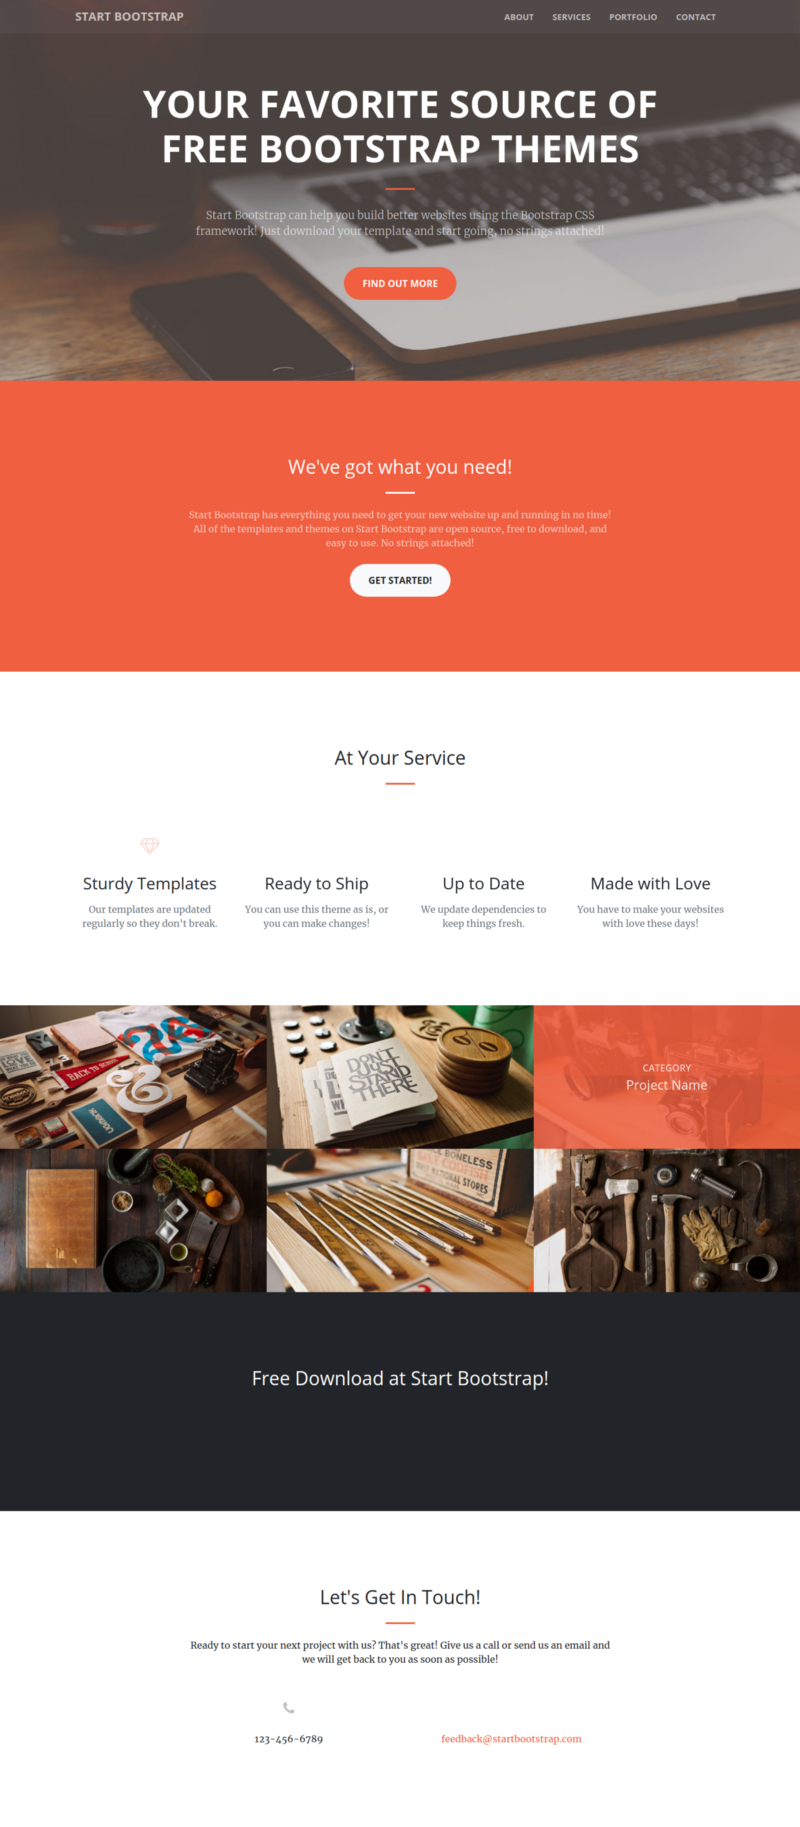 START BOOTSTRAP
ABOUT
SERVICES
PORTFOLIO
CONTACT
YOUR FAVORITE SOURCE OF
FREE BOOTSTRAP THEMES
Start Bootstrap can help you build better websites using the Bootstrap CSS
framework! Just download your template and start going, no strings attached!
FIND OUT MORE
We've got what you need!
Start Bootstrap has everything you need to get your new website up and running in no time!
All of the templates and themes on Start Bootstrap are open source, free to download, and
easy to use. No strings attached!
GET STARTED!
At Your Service
Sturdy Templates
Our templates are updated
regularly so they don't break.
Ready to Ship
You can use this theme as is, or
you can make changes!
Up to Date
We update dependencies to
keep things fresh.
Made with Love
You have to make your websites
with love these days!
BACK TO SCHOOL
&
DON'T
JUST
STAND
THERE
CATEGORY
Project Name
BONELESS
STORES
Free Download at Start Bootstrap!
Let's Get In Touch!
Ready to start your next project with us? That's great! Give us a call or send us an email and
we will get back to you as soon as possible!
123-456-6789
feedback@startbootstrap.com